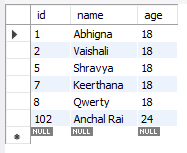 id name age
1 Abhigna 18
2 Vaishali 18
5 Shravya 18
7 Keerthana 18
8 Qwerty 18
102 Anchal Rai 24
NULL NULL NULL